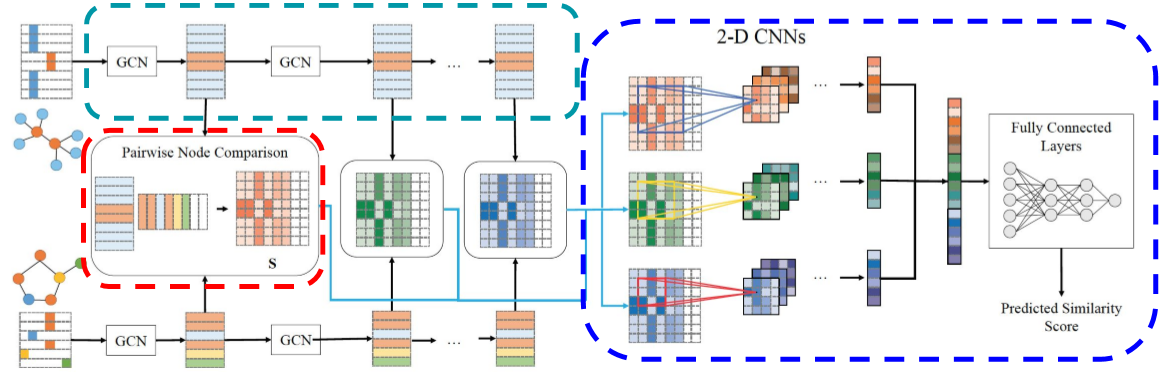 2-D CNNs
GCN
GCN
...
...
...
Fully Connected
Layers
Pairwise Node Comparison
...
S
...
Predicted Similarity
Score
GCN
GCN
...
...